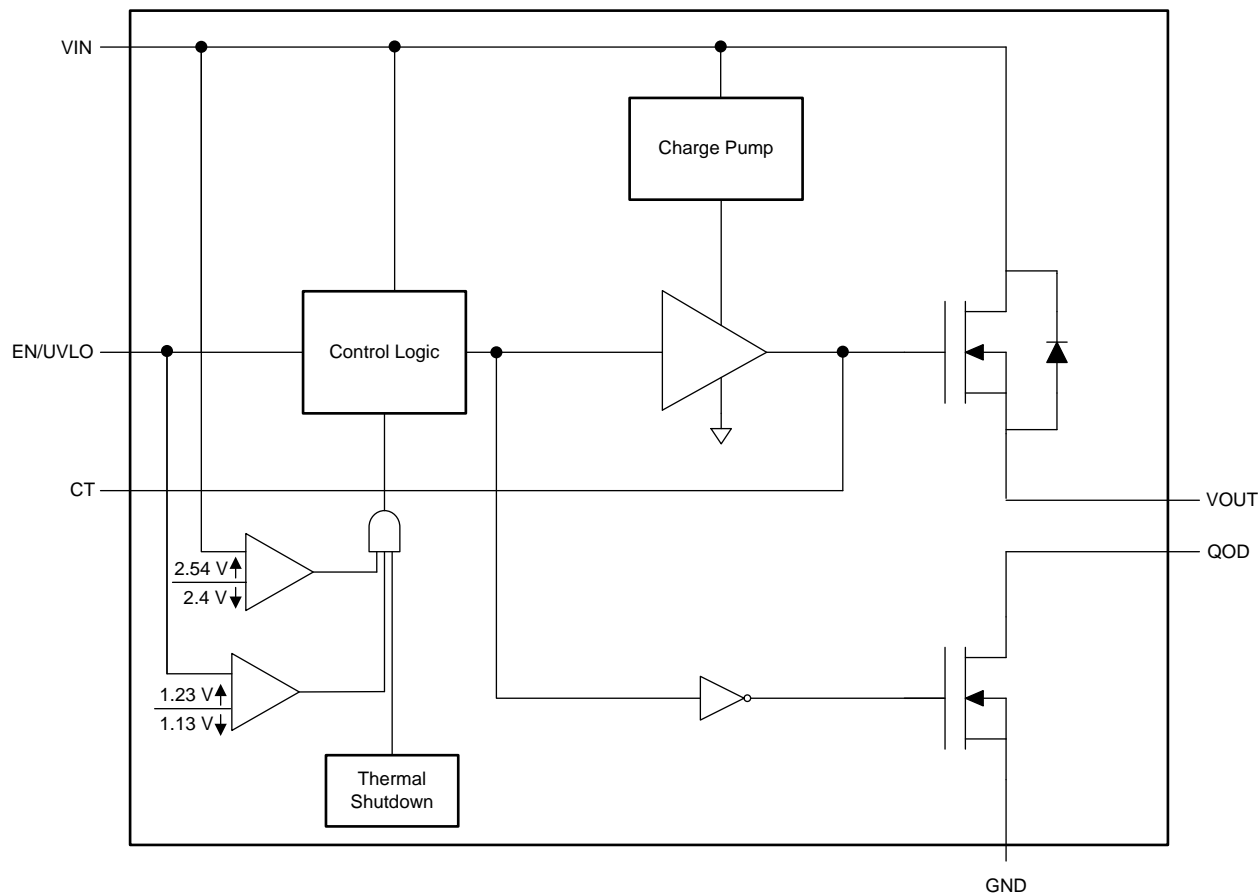 VIN
Charge Pump
EN/UVLO
Control Logic
CT
VOUT
QOD
2.54 V
2.4 V
1.23 V
1.13 V
Thermal
Shutdown
GND